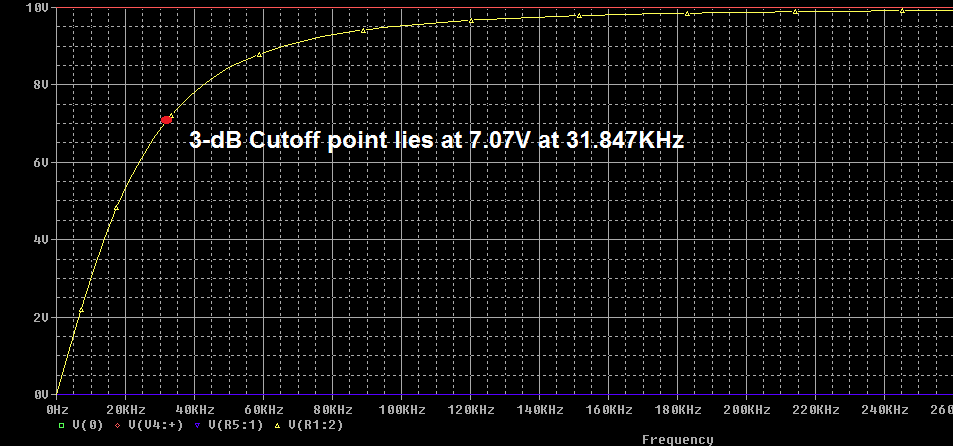 10V
8V
3-dB Cutoff point lies at 7.07V at 31.847KHz
6V
4V
2V
0V
0Hz 20KHz 40KHz 60KHz 80KHz 100KHz 120KHz 140KHz 160KHz 180KHz 200KHz 220KHz 240KHz 260
V(0) V(V4:+) V(R5:1) V(R1:2)
Frequency